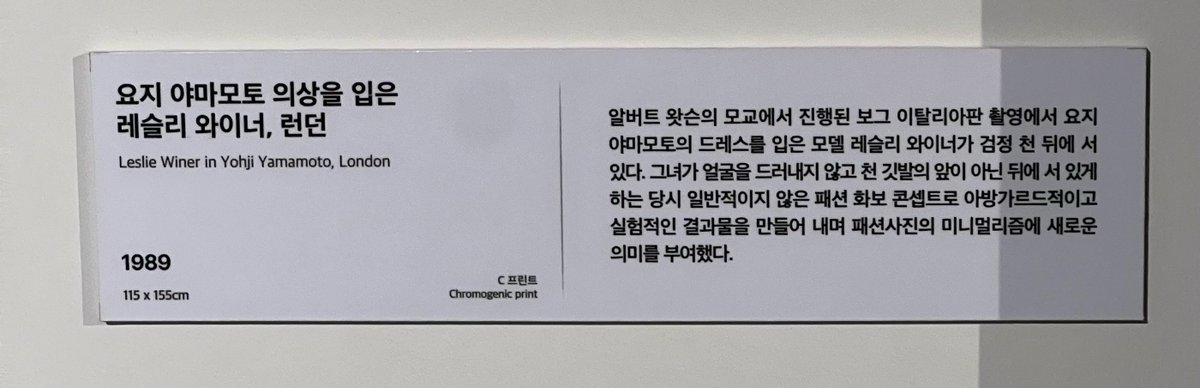 요지 야마모토 의상을 입은
레슬리 와이너, 런던
Leslie Winer in Yohji Yamamoto, London
1989
115 x 155cm
C 프린트
Chromogenic print
알버트 왓슨의 모교에서 진행된 보그 이탈리아판 촬영에서 요지
야마모토의 드레스를 입은 모델 레슬리 와이너가 검정 천 뒤에 서
있다. 그녀가 얼굴을 드러내지 않고 천 깃발의 앞이 아닌 뒤에 서 있게
하는 당시 일반적이지 않은 패션 화보 콘셉트로 아방가르드적이고
실험적인 결과물을 만들어 내며 패션사진의 미니멀리즘에 새로운
의미를 부여했다.